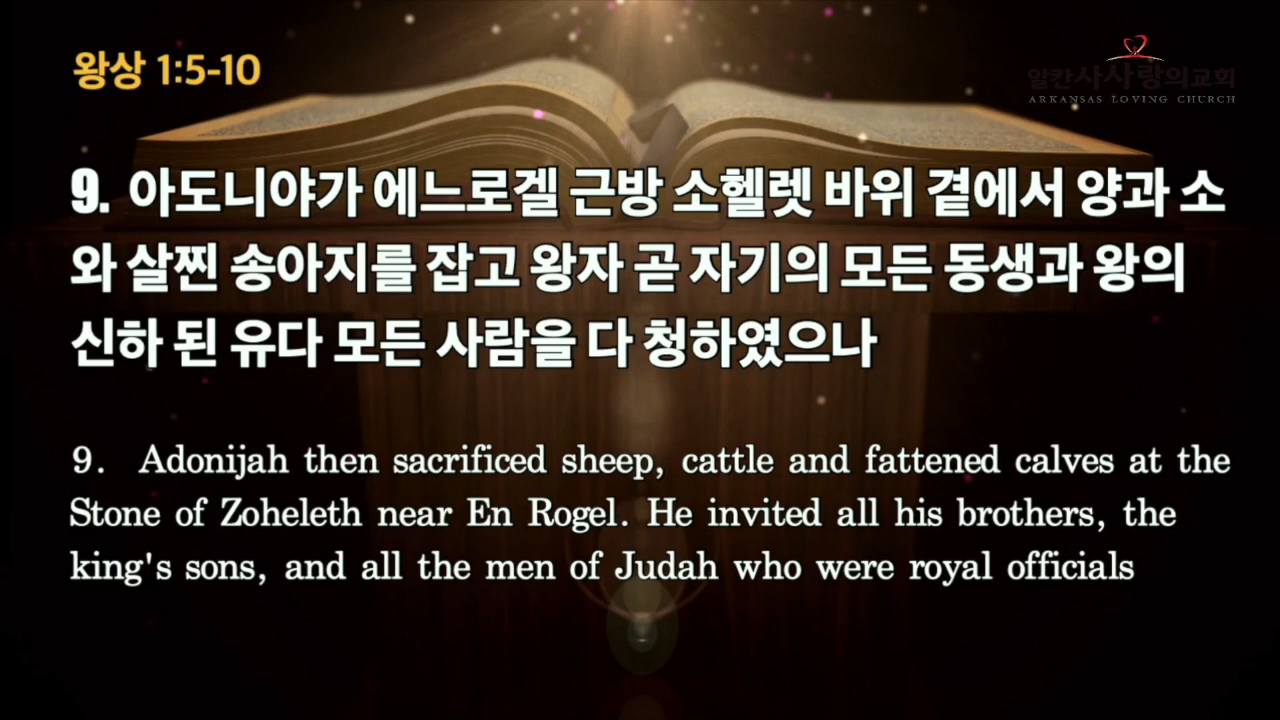 왕상 1:5-10
알칸사사랑의교회
ARKANSAS LOVING CHURCH
9. 아도니야가 에느로겔 근방 소헬렛 바위 곁에서 양과 소
와 살찐 송아지를 잡고 왕자 곧 자기의 모든 동생과 왕의
신하 된 유다 모든 사람을 다 청하였으나
9. Adonijah then sacrificed sheep, cattle and fattened calves at the
Stone of Zoheleth near En Rogel. He invited all his brothers, the
king's sons, and all the men of Judah who were royal officials